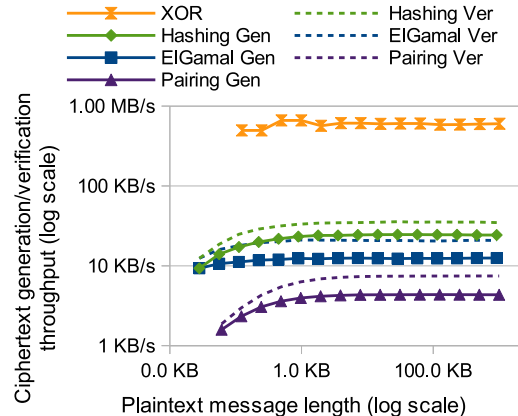 XOR
Hashing Gen
ElGamal Gen
Pairing Gen
Hashing Ver
ElGamal Ver
Pairing Ver
Ciphertext generation/verification
throughput (log scale)
1.00 MB/s
100 KB/s
10 KB/s
1 KB/s
0.0 KB
1.0 KB
100.0 KB
Plaintext message length (log scale)